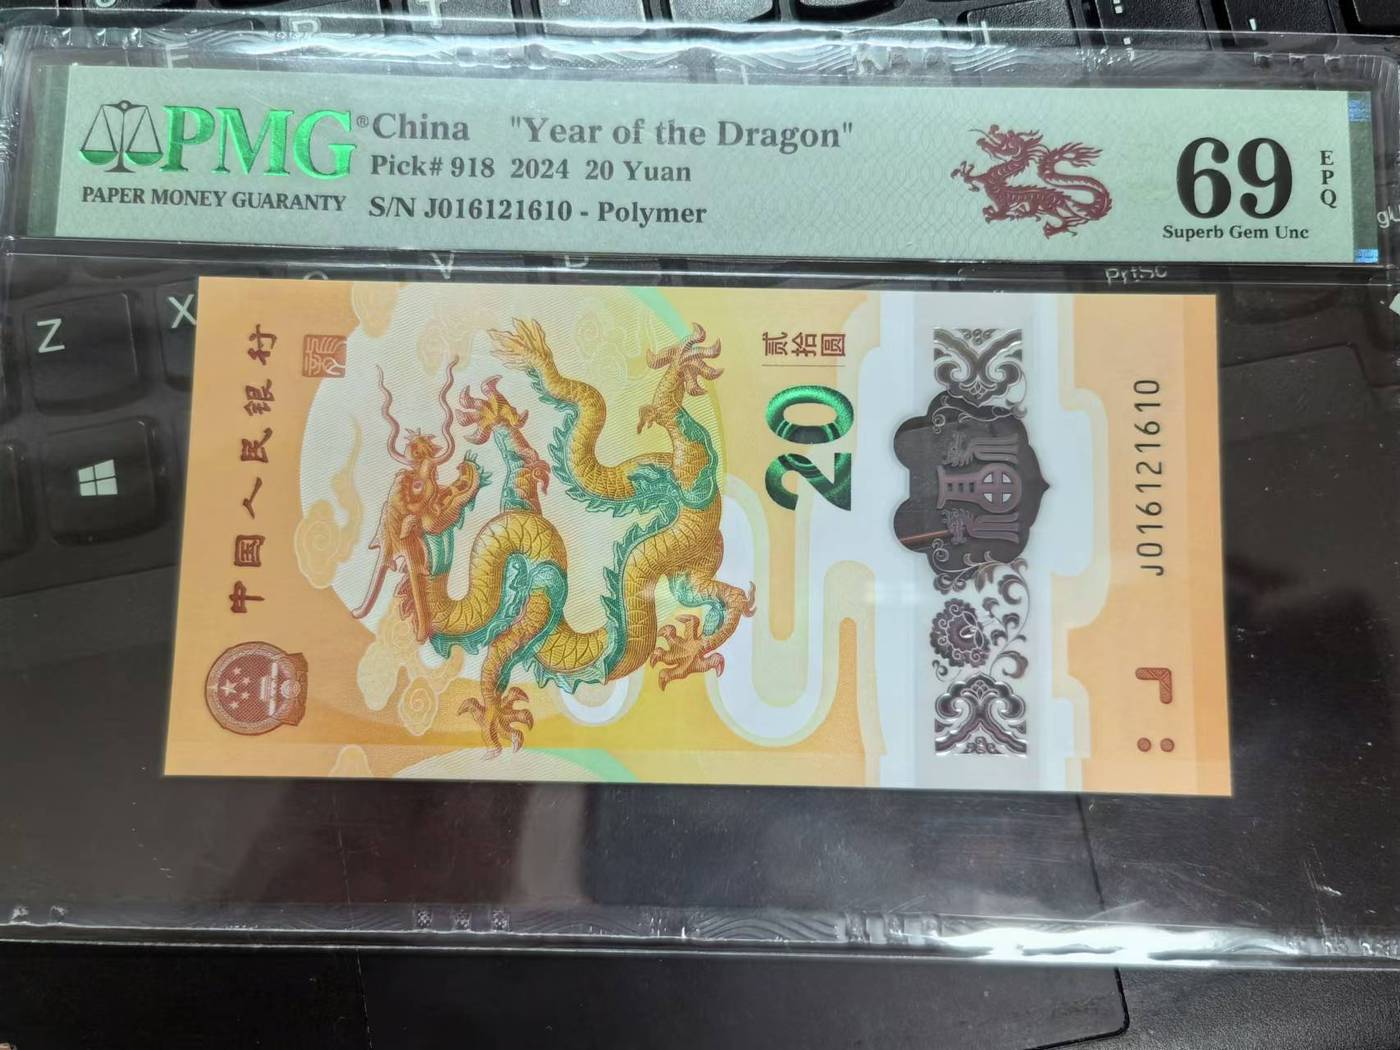 PMG® China "Year of the Dragon"
Pick# 918 2024 20 Yuan
PAPER MONEY GUARANTY S/N J016121610 - Polymer
69 EPQ
Superb Gem Unc
中国人民银行
贰拾圆
20
J016121610
Z
X
V
PrtSc